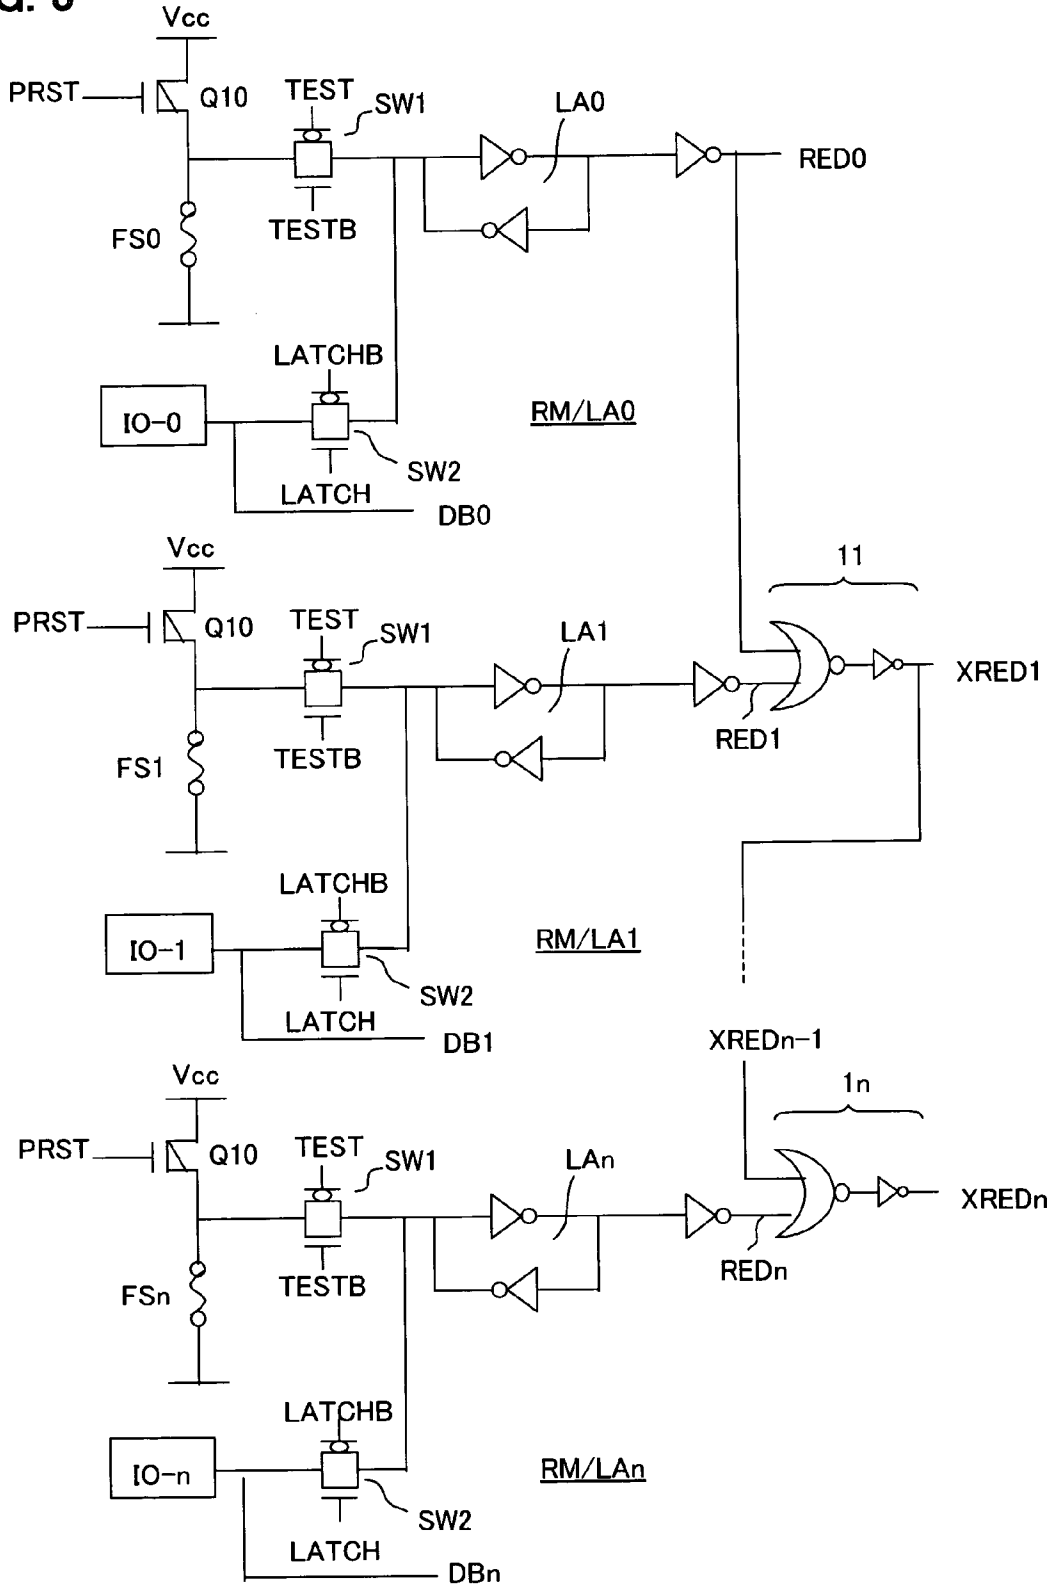 Vcc
PRST
Q10
TEST
SW1
LA0
RED0
FS0
TESTB
LATCHB
IO-0
RM/LA0
SW2
LATCH
DB0
Vcc
11
PRST
Q10
TEST
SW1
LA1
XRED1
RED1
FS1
TESTB
LATCHB
IO-1
RM/LA1
SW2
LATCH
DB1
XREDn-1
Vcc
1n
PRST
Q10
TEST
SW1
LAn
XREDn
REDn
FSn
TESTB
LATCHB
IO-n
RM/LAn
SW2
LATCH
DBn